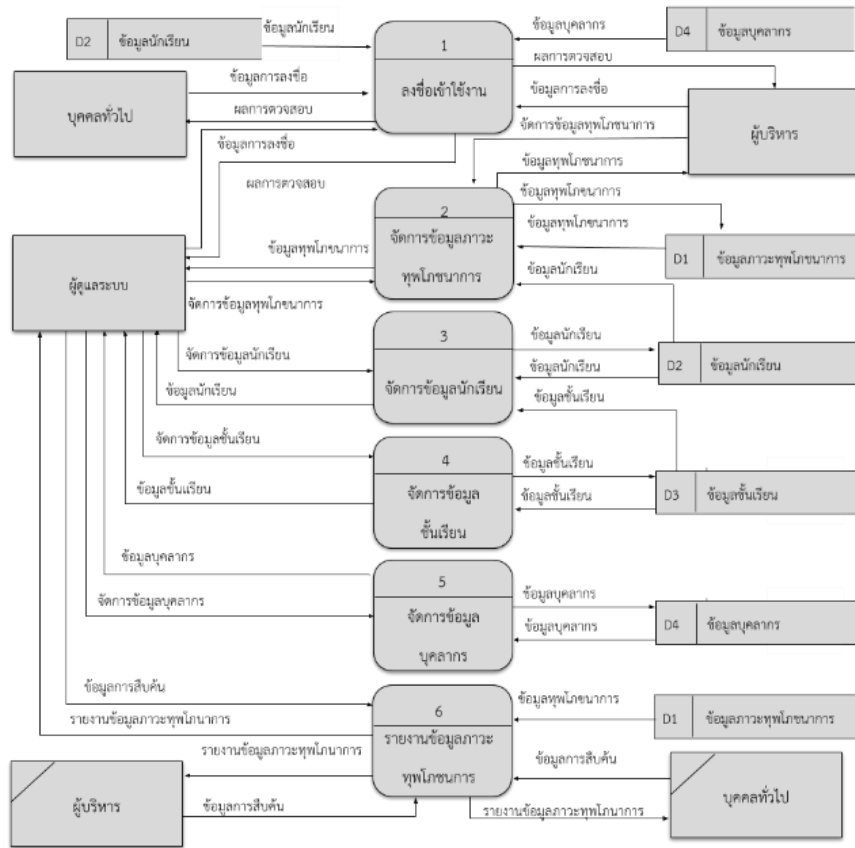 D2 ข้อมูลนักเรียน
ข้อมูลนักเรียน
1
ลงชื่อเข้าใช้งาน
ข้อมูลบุคลากร
D4 ข้อมูลบุคลากร
บุคคลทั่วไป
ข้อมูลการลงชื่อ
ผลการตวจสอบ
ข้อมูลการลงชื่อ
ผลการตวจสอบ
ผลการตวจสอบ
ข้อมูลการลงชื่อ
จัดการข้อมูลทุพโภชนาการ
ข้อมูลทุพโภชนาการ
ผู้บริหาร
ผู้ดูแลระบบ
ข้อมูลทุพโภชนาการ
จัดการข้อมูลทุพโภชนาการ
2
จัดการข้อมูลภาวะ
ทุพโภชนาการ
ข้อมูลทุพโภชนาการ
ข้อมูลทุพโภชนาการ
ข้อมูลนักเรียน
D1 ข้อมูลภาวะทุพโภชนาการ
จัดการข้อมูลนักเรียน
ข้อมูลนักเรียน
3
จัดการข้อมูลนักเรียน
ข้อมูลนักเรียน
ข้อมูลนักเรียน
ข้อมูลชั้นเรียน
D2 ข้อมูลนักเรียน
จัดการข้อมูลชั้นเรียน
ข้อมูลชั้นเรียน
4
จัดการข้อมูล
ชั้นเรียน
ข้อมูลชั้นเรียน
ข้อมูลชั้นเรียน
D3 ข้อมูลชั้นเรียน
ข้อมูลบุคลากร
จัดการข้อมูลบุคลากร
5
จัดการข้อมูล
บุคลากร
ข้อมูลบุคลากร
ข้อมูลบุคลากร
D4 ข้อมูลบุคลากร
ข้อมูลการสืบค้น
รายงานข้อมูลภาวะทุพโภนาการ
6
รายงานข้อมูลภาวะ
ทุพโภชนการ
ข้อมูลทุพโภชนาการ
D1 ข้อมูลภาวะทุพโภชนาการ
รายงานข้อมูลภาวะทุพโภนาการ
ผู้บริหาร
ข้อมูลการสืบค้น
ข้อมูลการสืบค้น
รายงานข้อมูลภาวะทุพโภนาการ
บุคคลทั่วไป